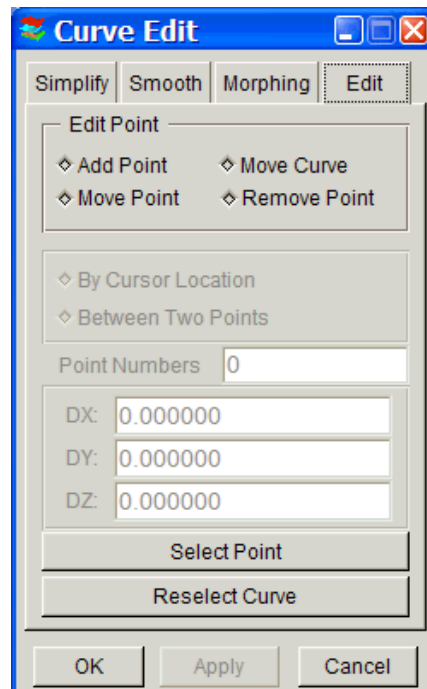 Curve Edit
Simplify Smooth Morphing Edit
Edit Point
Add Point Move Curve
Move Point Remove Point
By Cursor Location
Between Two Points
Point Numbers 0
DX: 0.000000
DY: 0.000000
DZ: 0.000000
Select Point
Reselect Curve
OK Apply Cancel